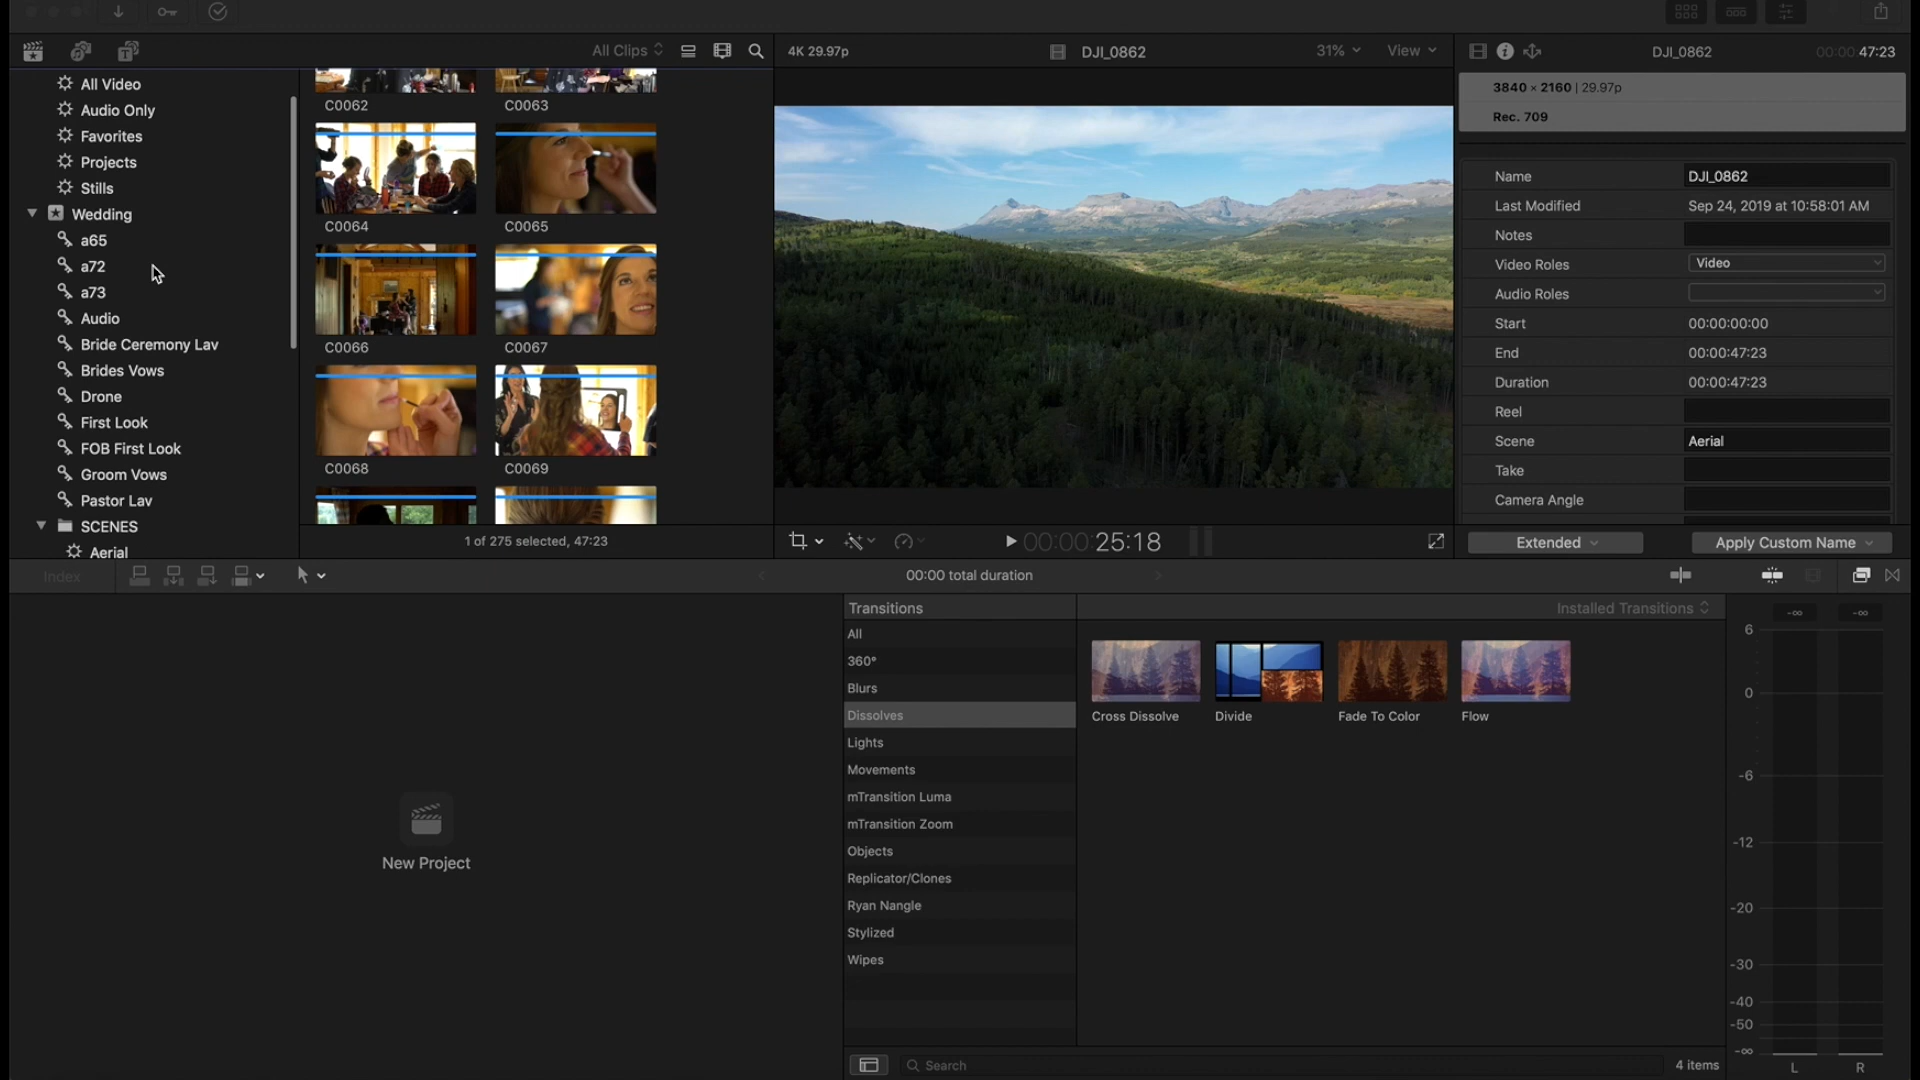 All Clips
4K 29.97p
DJI_0862
31%
View
DJI_0862
00:00 47:23
All Video
Audio Only
Favorites
Projects
Stills
Wedding
a65
a72
a73
Audio
Bride Ceremony Lav
Brides Vows
Drone
First Look
FOB First Look
Groom Vows
Pastor Lav
SCENES
Aerial
C0062
C0063
C0064
C0065
C0066
C0067
C0068
C0069
1 of 275 selected, 47:23
00:00:00:25:18
3840 × 2160 | 29.97p
Rec. 709
Name DJI_0862
Last Modified Sep 24, 2019 at 10:58:01 AM
Notes
Video Roles Video
Audio Roles
Start 00:00:00:00
End 00:00:47:23
Duration 00:00:47:23
Reel
Scene Aerial
Take
Camera Angle
Extended
Apply Custom Name
Index
00:00 total duration
New Project
Transitions
Installed Transitions
All
360°
Blurs
Dissolves
Lights
Movements
mTransition Luma
mTransition Zoom
Objects
Replicator/Clones
Ryan Nangle
Stylized
Wipes
Cross Dissolve
Divide
Fade To Color
Flow
Search
4 items
-∞ -∞
6
0
-6
-12
-20
-30
-40
-50
-∞
L R